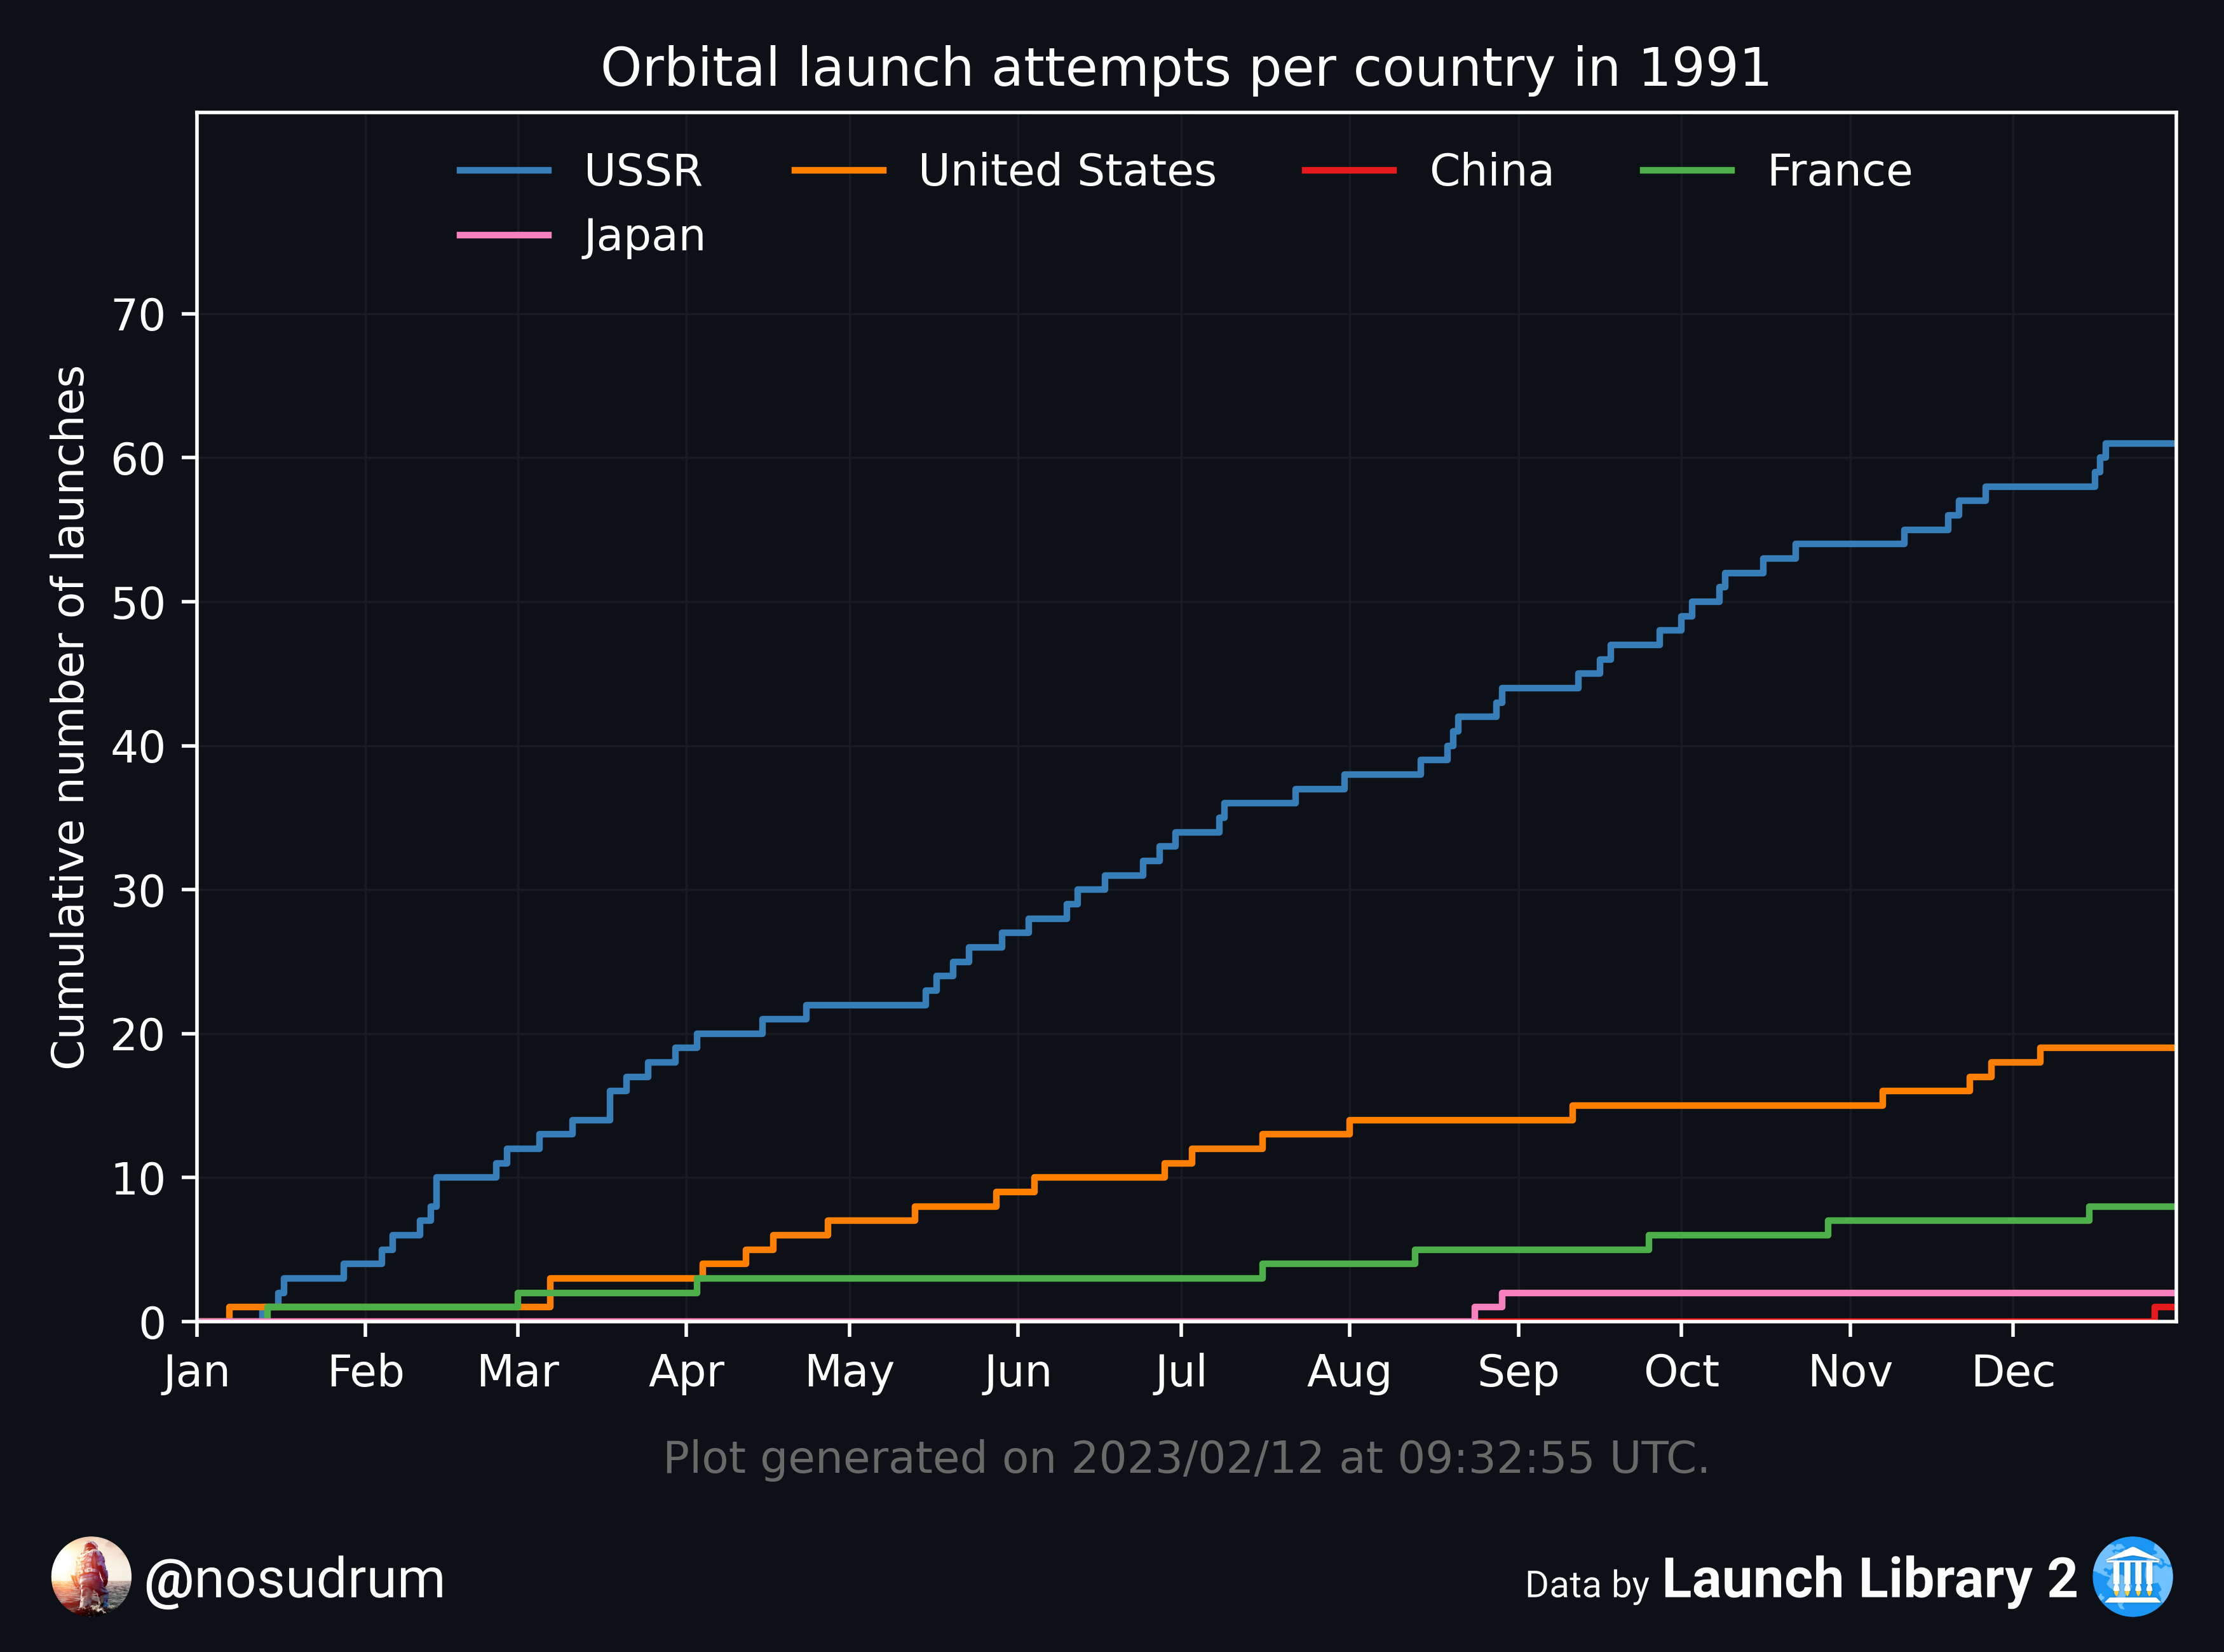 Orbital launch attempts per country in 1991
USSR United States China France
Japan
Cumulative number of launches
70
60
50
40
30
20
10
0
Jan Feb Mar Apr May Jun Jul Aug Sep Oct Nov Dec
Plot generated on 2023/02/12 at 09:32:55 UTC.
@nosudrum
Data by Launch Library 2